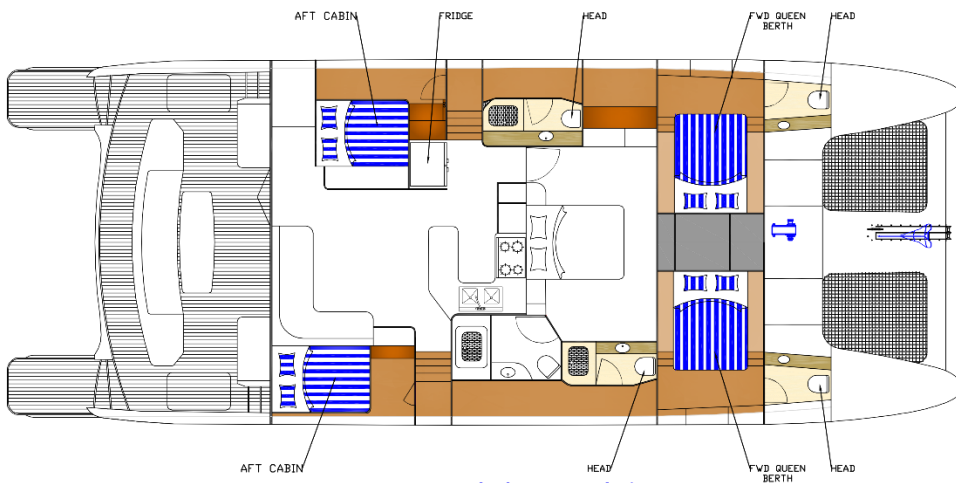 AFT CABIN
FRIDGE
HEAD
FWD QUEEN
BERTH
HEAD
AFT CABIN
HEAD
FWD QUEEN
BERTH
HEAD